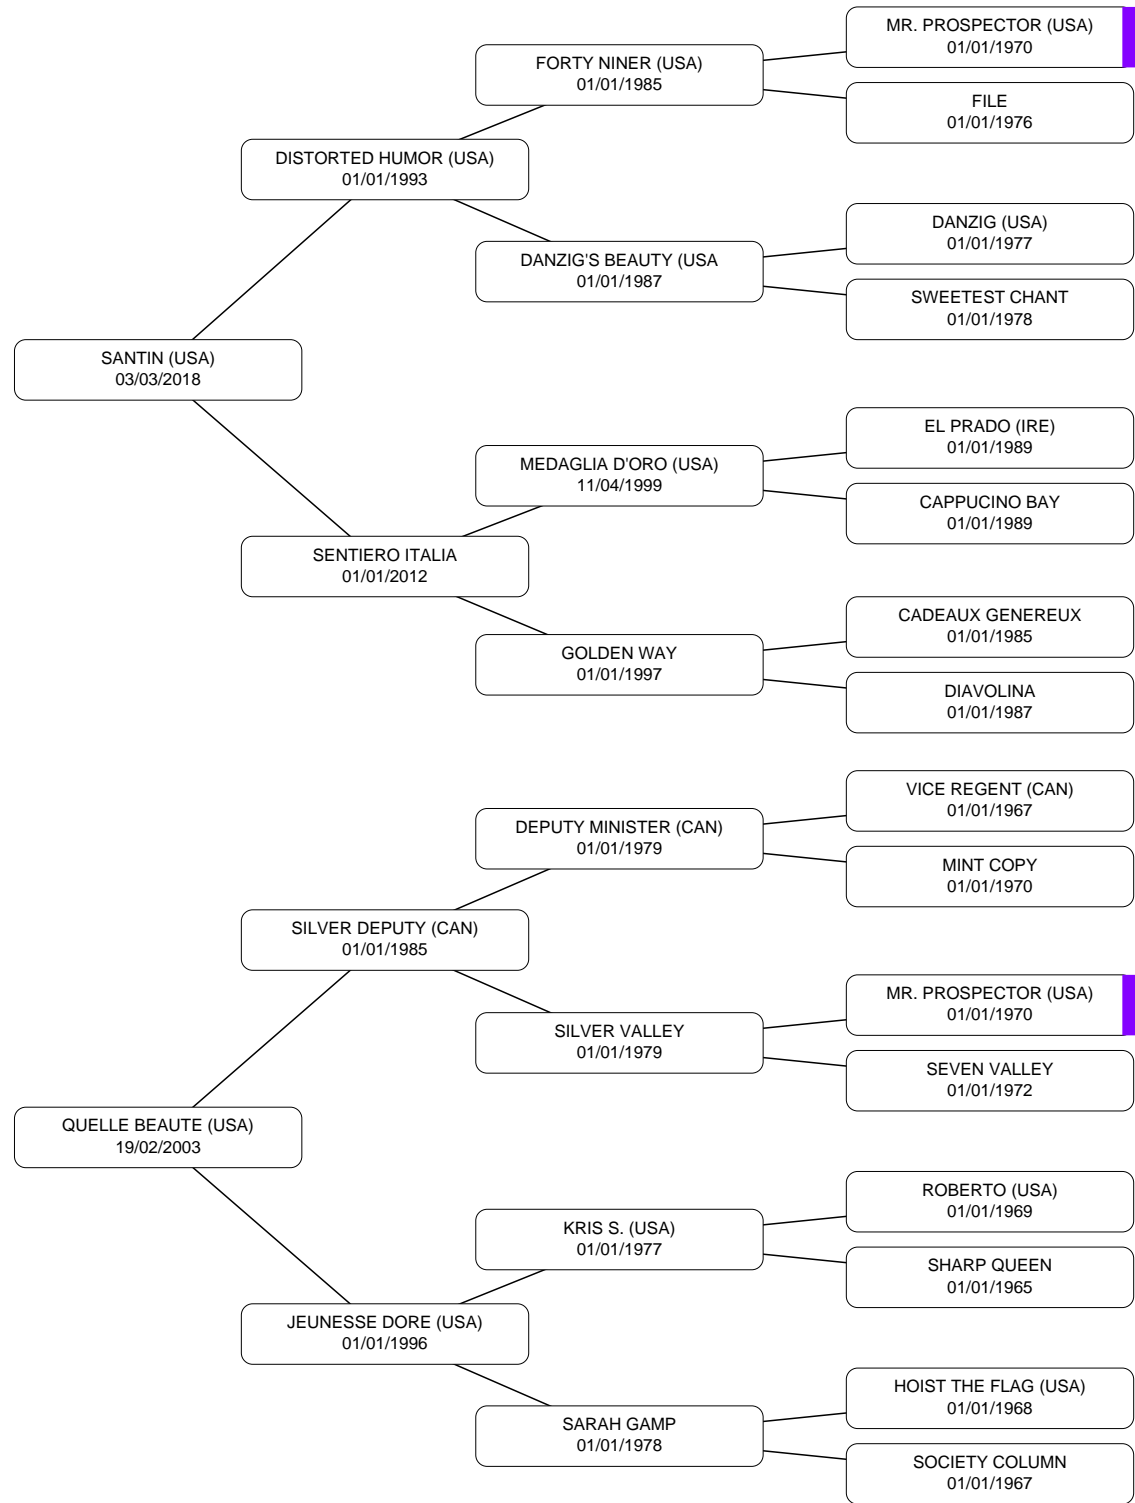 MR. PROSPECTOR (USA)
01/01/1970
FORTY NINER (USA)
01/01/1985
FILE
01/01/1976
DISTORTED HUMOR (USA)
01/01/1993
DANZIG (USA)
01/01/1977
DANZIG'S BEAUTY (USA
01/01/1987
SWEETEST CHANT
01/01/1978
SANTIN (USA)
03/03/2018
EL PRADO (IRE)
01/01/1989
MEDAGLIA D'ORO (USA)
11/04/1999
CAPPUCINO BAY
01/01/1989
SENTIERO ITALIA
01/01/2012
CADEAUX GENEREUX
01/01/1985
GOLDEN WAY
01/01/1997
DIAVOLINA
01/01/1987
VICE REGENT (CAN)
01/01/1967
DEPUTY MINISTER (CAN)
01/01/1979
MINT COPY
01/01/1970
SILVER DEPUTY (CAN)
01/01/1985
MR. PROSPECTOR (USA)
01/01/1970
SILVER VALLEY
01/01/1979
SEVEN VALLEY
01/01/1972
QUELLE BEAUTE (USA)
19/02/2003
ROBERTO (USA)
01/01/1969
KRIS S. (USA)
01/01/1977
SHARP QUEEN
01/01/1965
JEUNESSE DORE (USA)
01/01/1996
HOIST THE FLAG (USA)
01/01/1968
SARAH GAMP
01/01/1978
SOCIETY COLUMN
01/01/1967